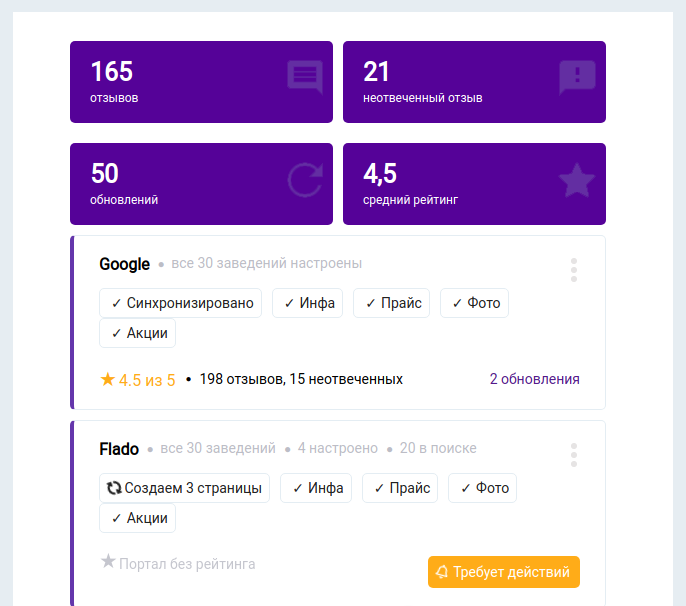 165
отзывов
21
неотвеченный отзыв
50
обновлений
4,5
средний рейтинг
Google • все 30 заведений настроены
✓ Синхронизировано ✓ Инфа ✓ Прайс ✓ Фото
✓ Акции
★ 4.5 из 5 • 198 отзывов, 15 неотвеченных 2 обновления
Flado • все 30 заведений • 4 настроено • 20 в поиске
Создаем 3 страницы ✓ Инфа ✓ Прайс ✓ Фото
✓ Акции
★ Портал без рейтинга Требует действий